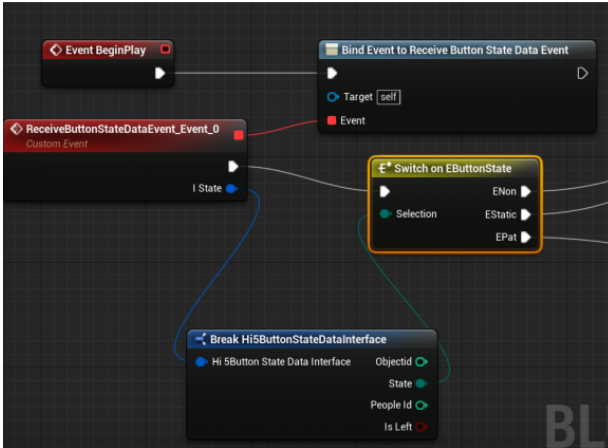 Event BeginPlay
Bind Event to Receive Button State Data Event
Target self
Event
ReceiveButtonStateDataEvent_Event_0
Custom Event
I State
Switch on EButtonState
ENon
Selection
EStatic
EPat
Break Hi5ButtonStateDataInterface
Hi 5Button State Data Interface
Objectid
State
People Id
Is Left
BL